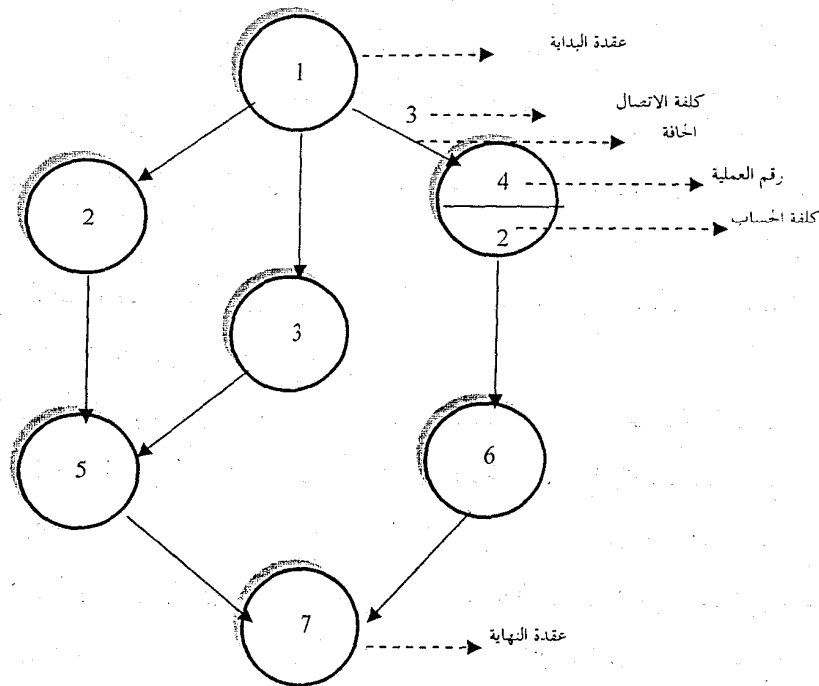 1
عقدة البداية
3
كلفة الاتصال
الحافة
4
رقم العملية
2
2
كلفة الحساب
3
5
6
7
عقدة النهاية